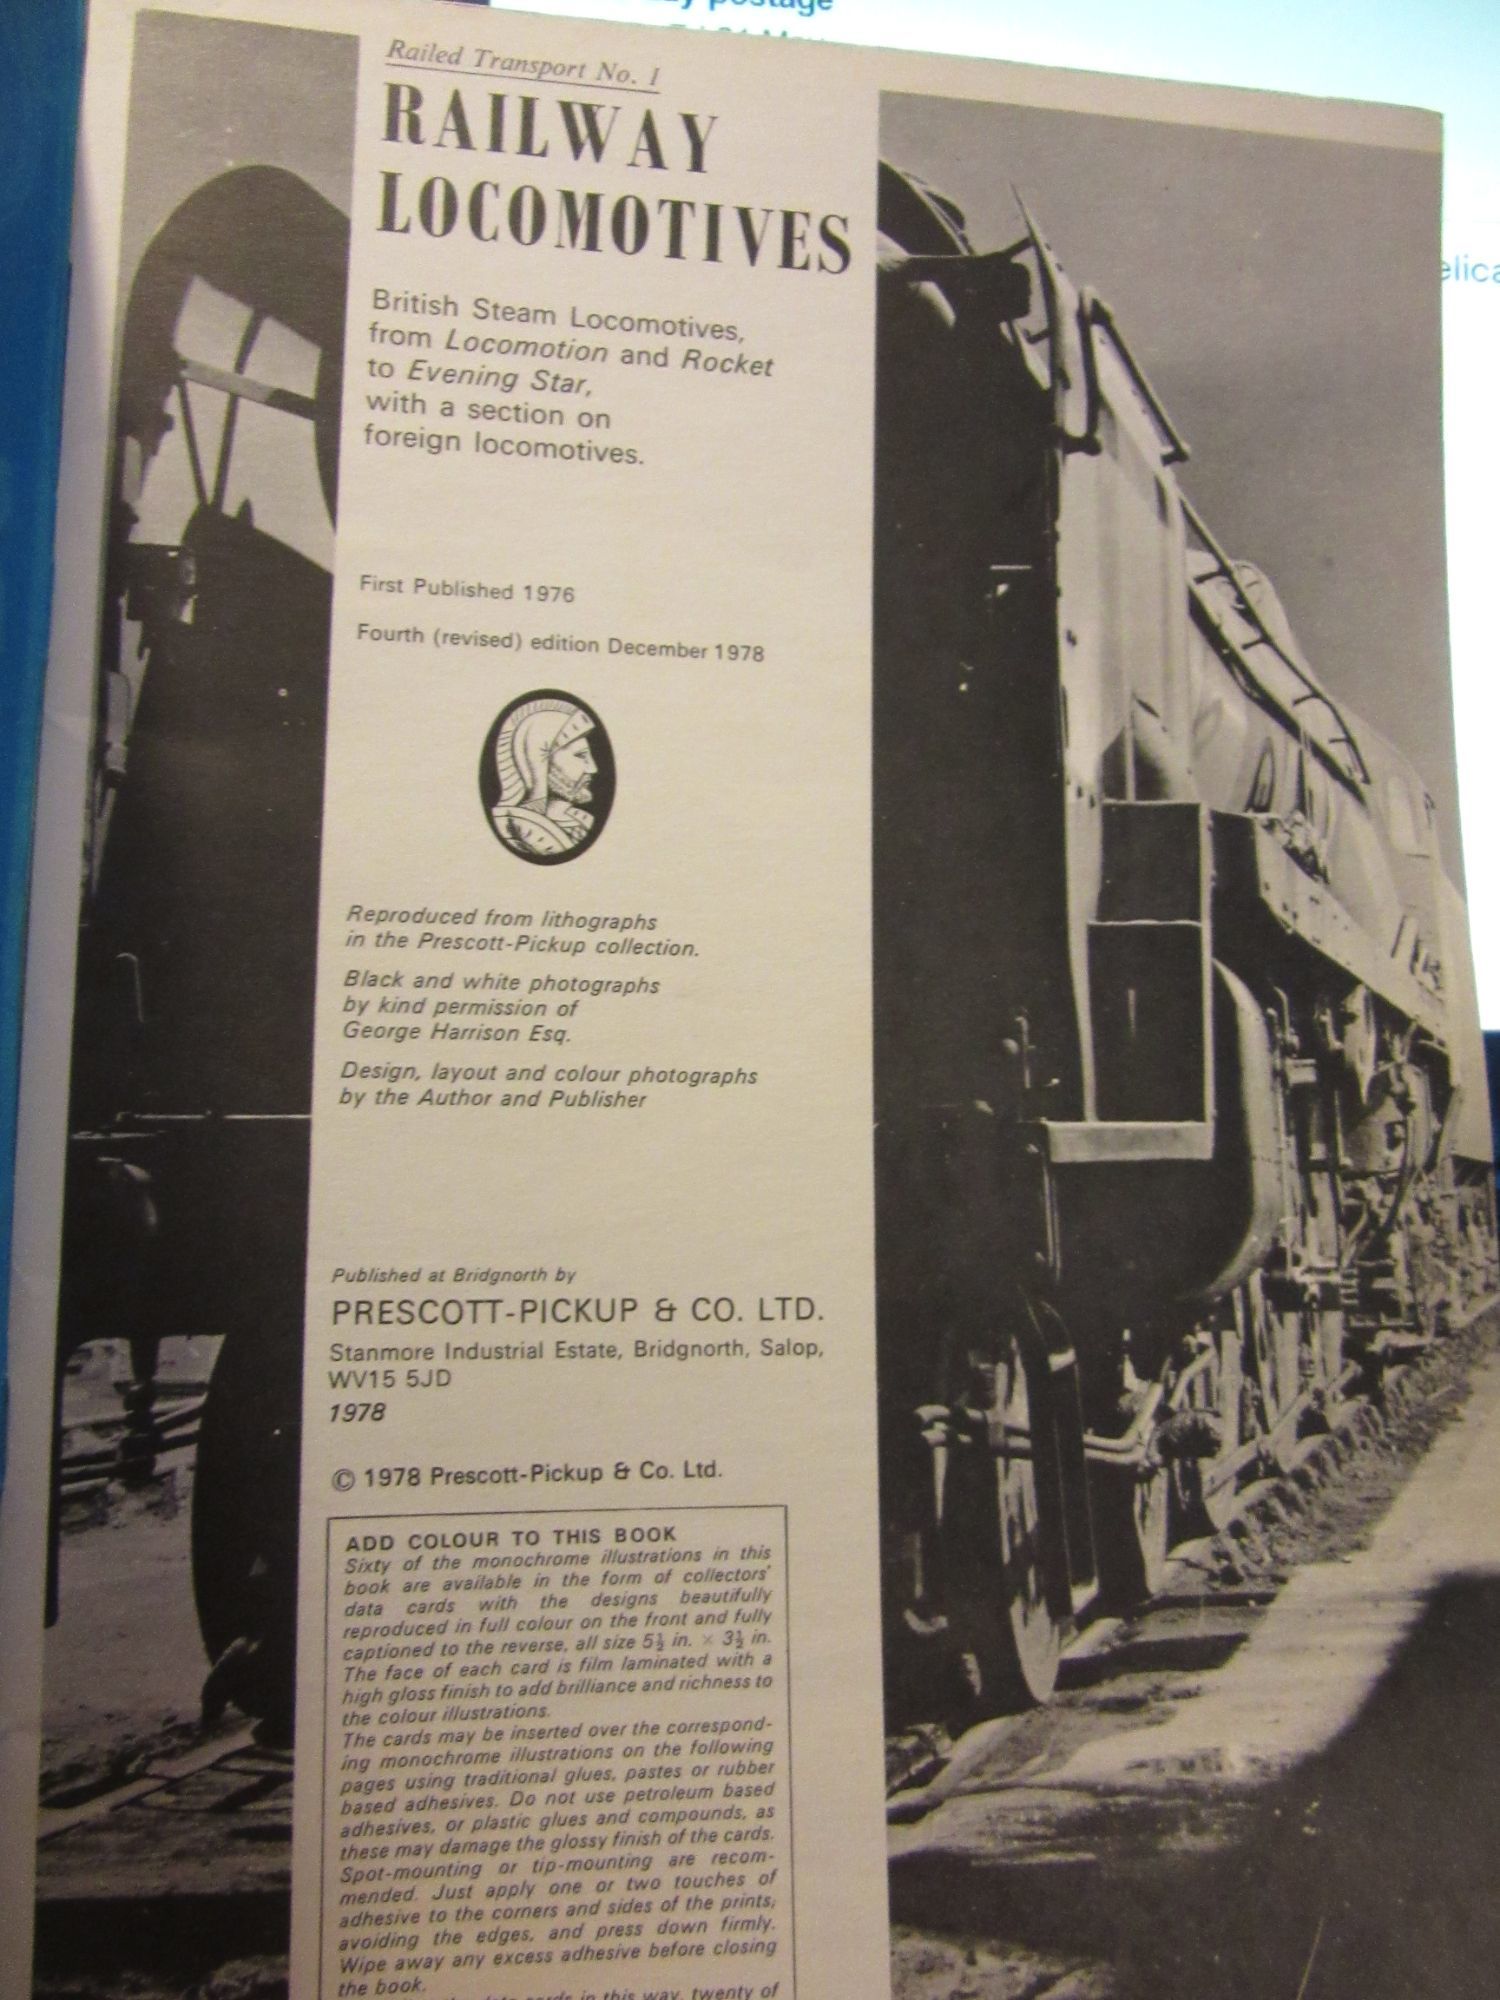 postage
Railed Transport No. 1
RAILWAY
LOCOMOTIVES
British Steam Locomotives,
from Locomotion and Rocket
to Evening Star,
with a section on
foreign locomotives.
First Published 1976
Fourth (revised) edition December 1978
Reproduced from lithographs
in the Prescott-Pickup collection.
Black and white photographs
by kind permission of
George Harrison Esq.
Design, layout and colour photographs
by the Author and Publisher
Published at Bridgnorth by
PRESCOTT-PICKUP & CO. LTD.
Stanmore Industrial Estate, Bridgnorth, Salop,
WV15 5JD
1978
© 1978 Prescott-Pickup & Co. Ltd.
ADD COLOUR TO THIS BOOK
Sixty of the monochrome illustrations in this
book are available in the form of collectors'
data cards with the designs beautifully
reproduced in full colour on the front and fully
captioned to the reverse, all size 5½ in. × 3½ in.
The face of each card is film laminated with a
high gloss finish to add brilliance and richness to
the colour illustrations.
The cards may be inserted over the correspond-
ing monochrome illustrations on the following
pages using traditional glues, pastes or rubber
based adhesives. Do not use petroleum based
adhesives, or plastic glues and compounds, as
these may damage the glossy finish of the cards.
Spot-mounting or tip-mounting are recom-
mended. Just apply one or two touches of
adhesive to the corners and sides of the prints,
avoiding the edges, and press down firmly.
Wipe away any excess adhesive before closing
the book.
cards in this way, twenty of